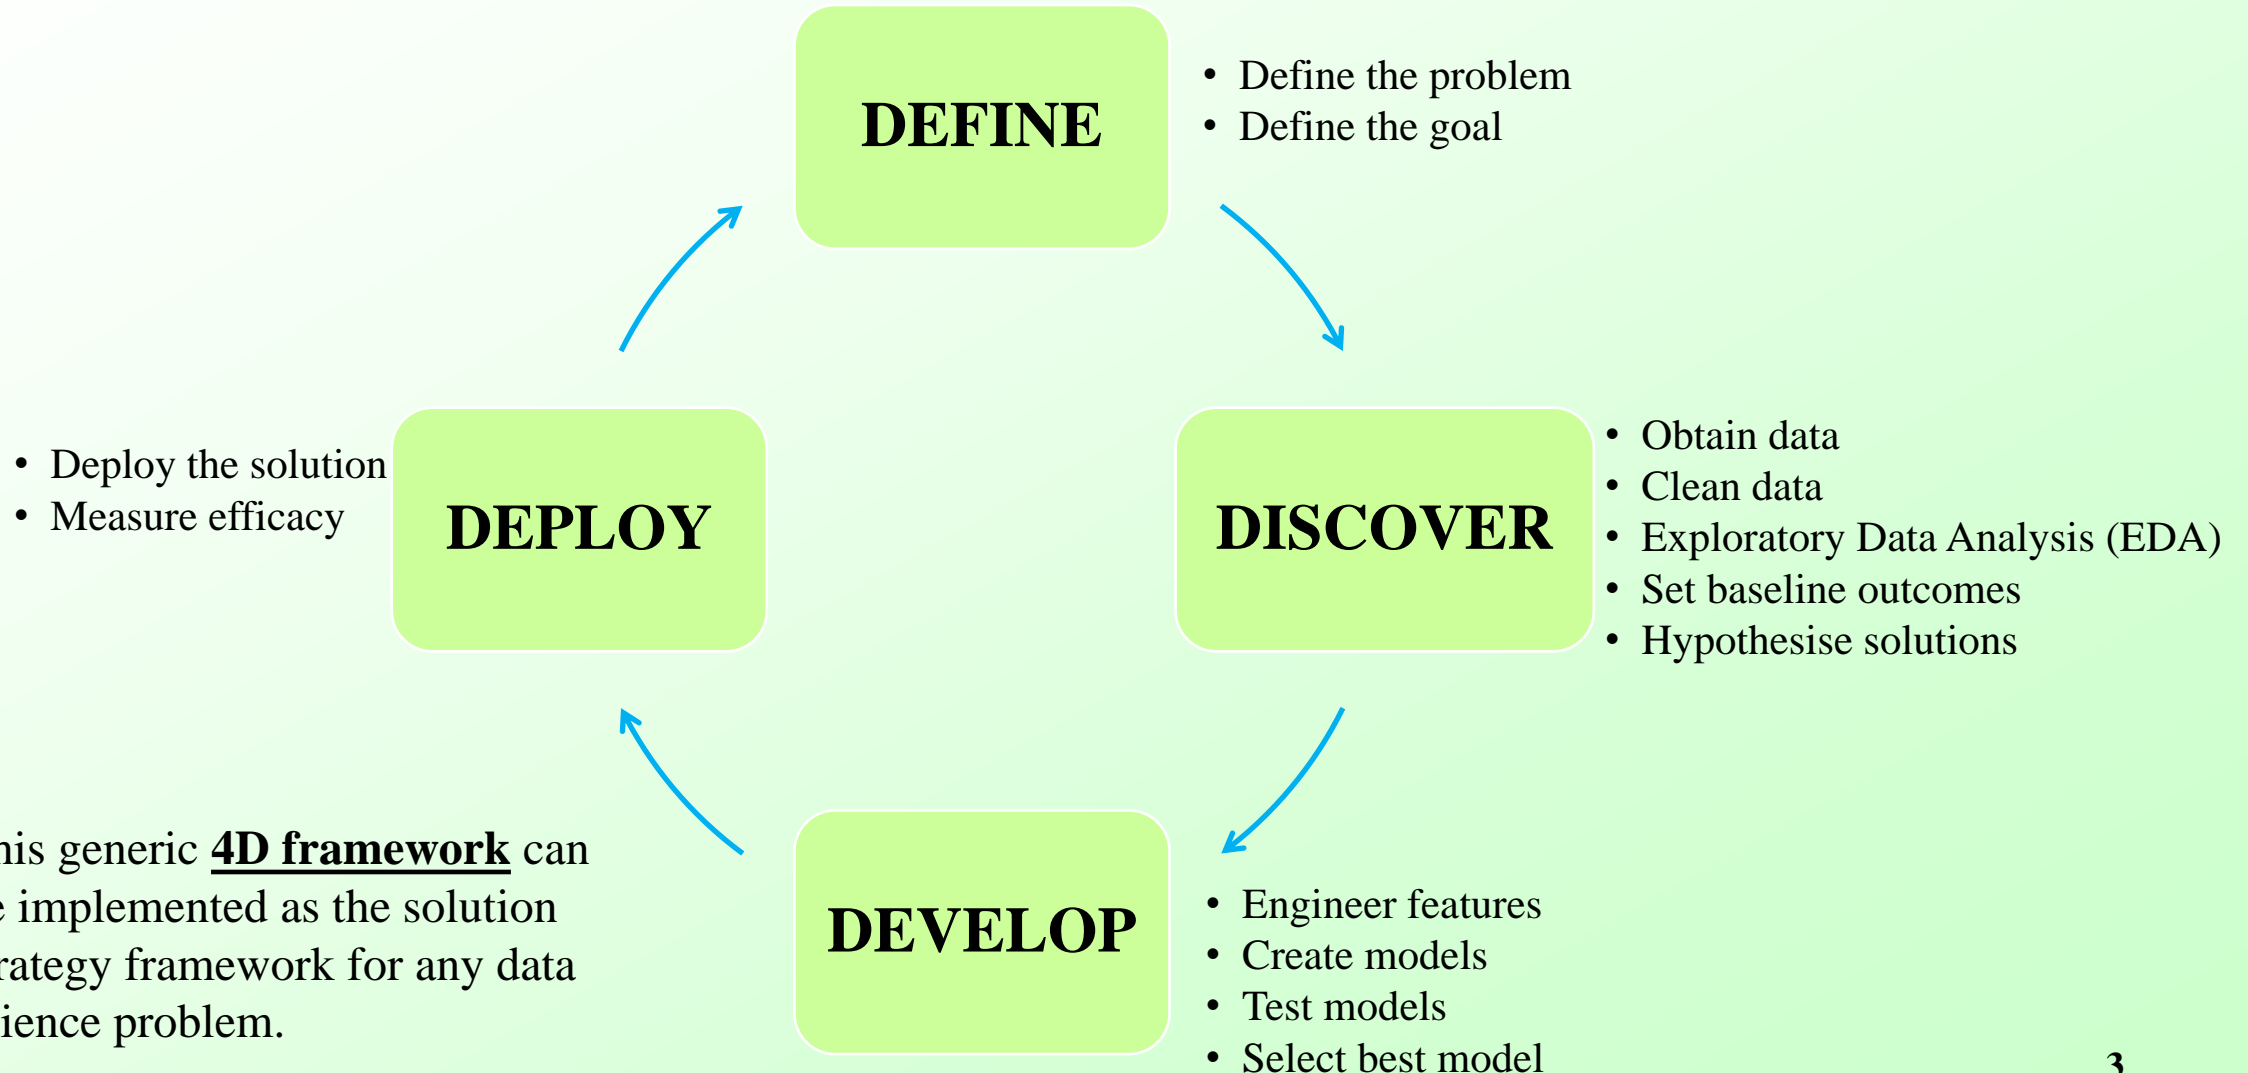 DEFINE
• Define the problem
• Define the goal
DISCOVER
• Obtain data
• Clean data
• Exploratory Data Analysis (EDA)
• Set baseline outcomes
• Hypothesise solutions
DEVELOP
• Engineer features
• Create models
• Test models
• Select best model
DEPLOY
• Deploy the solution
• Measure efficacy
his generic 4D framework can
e implemented as the solution
rategy framework for any data
ience problem.
3